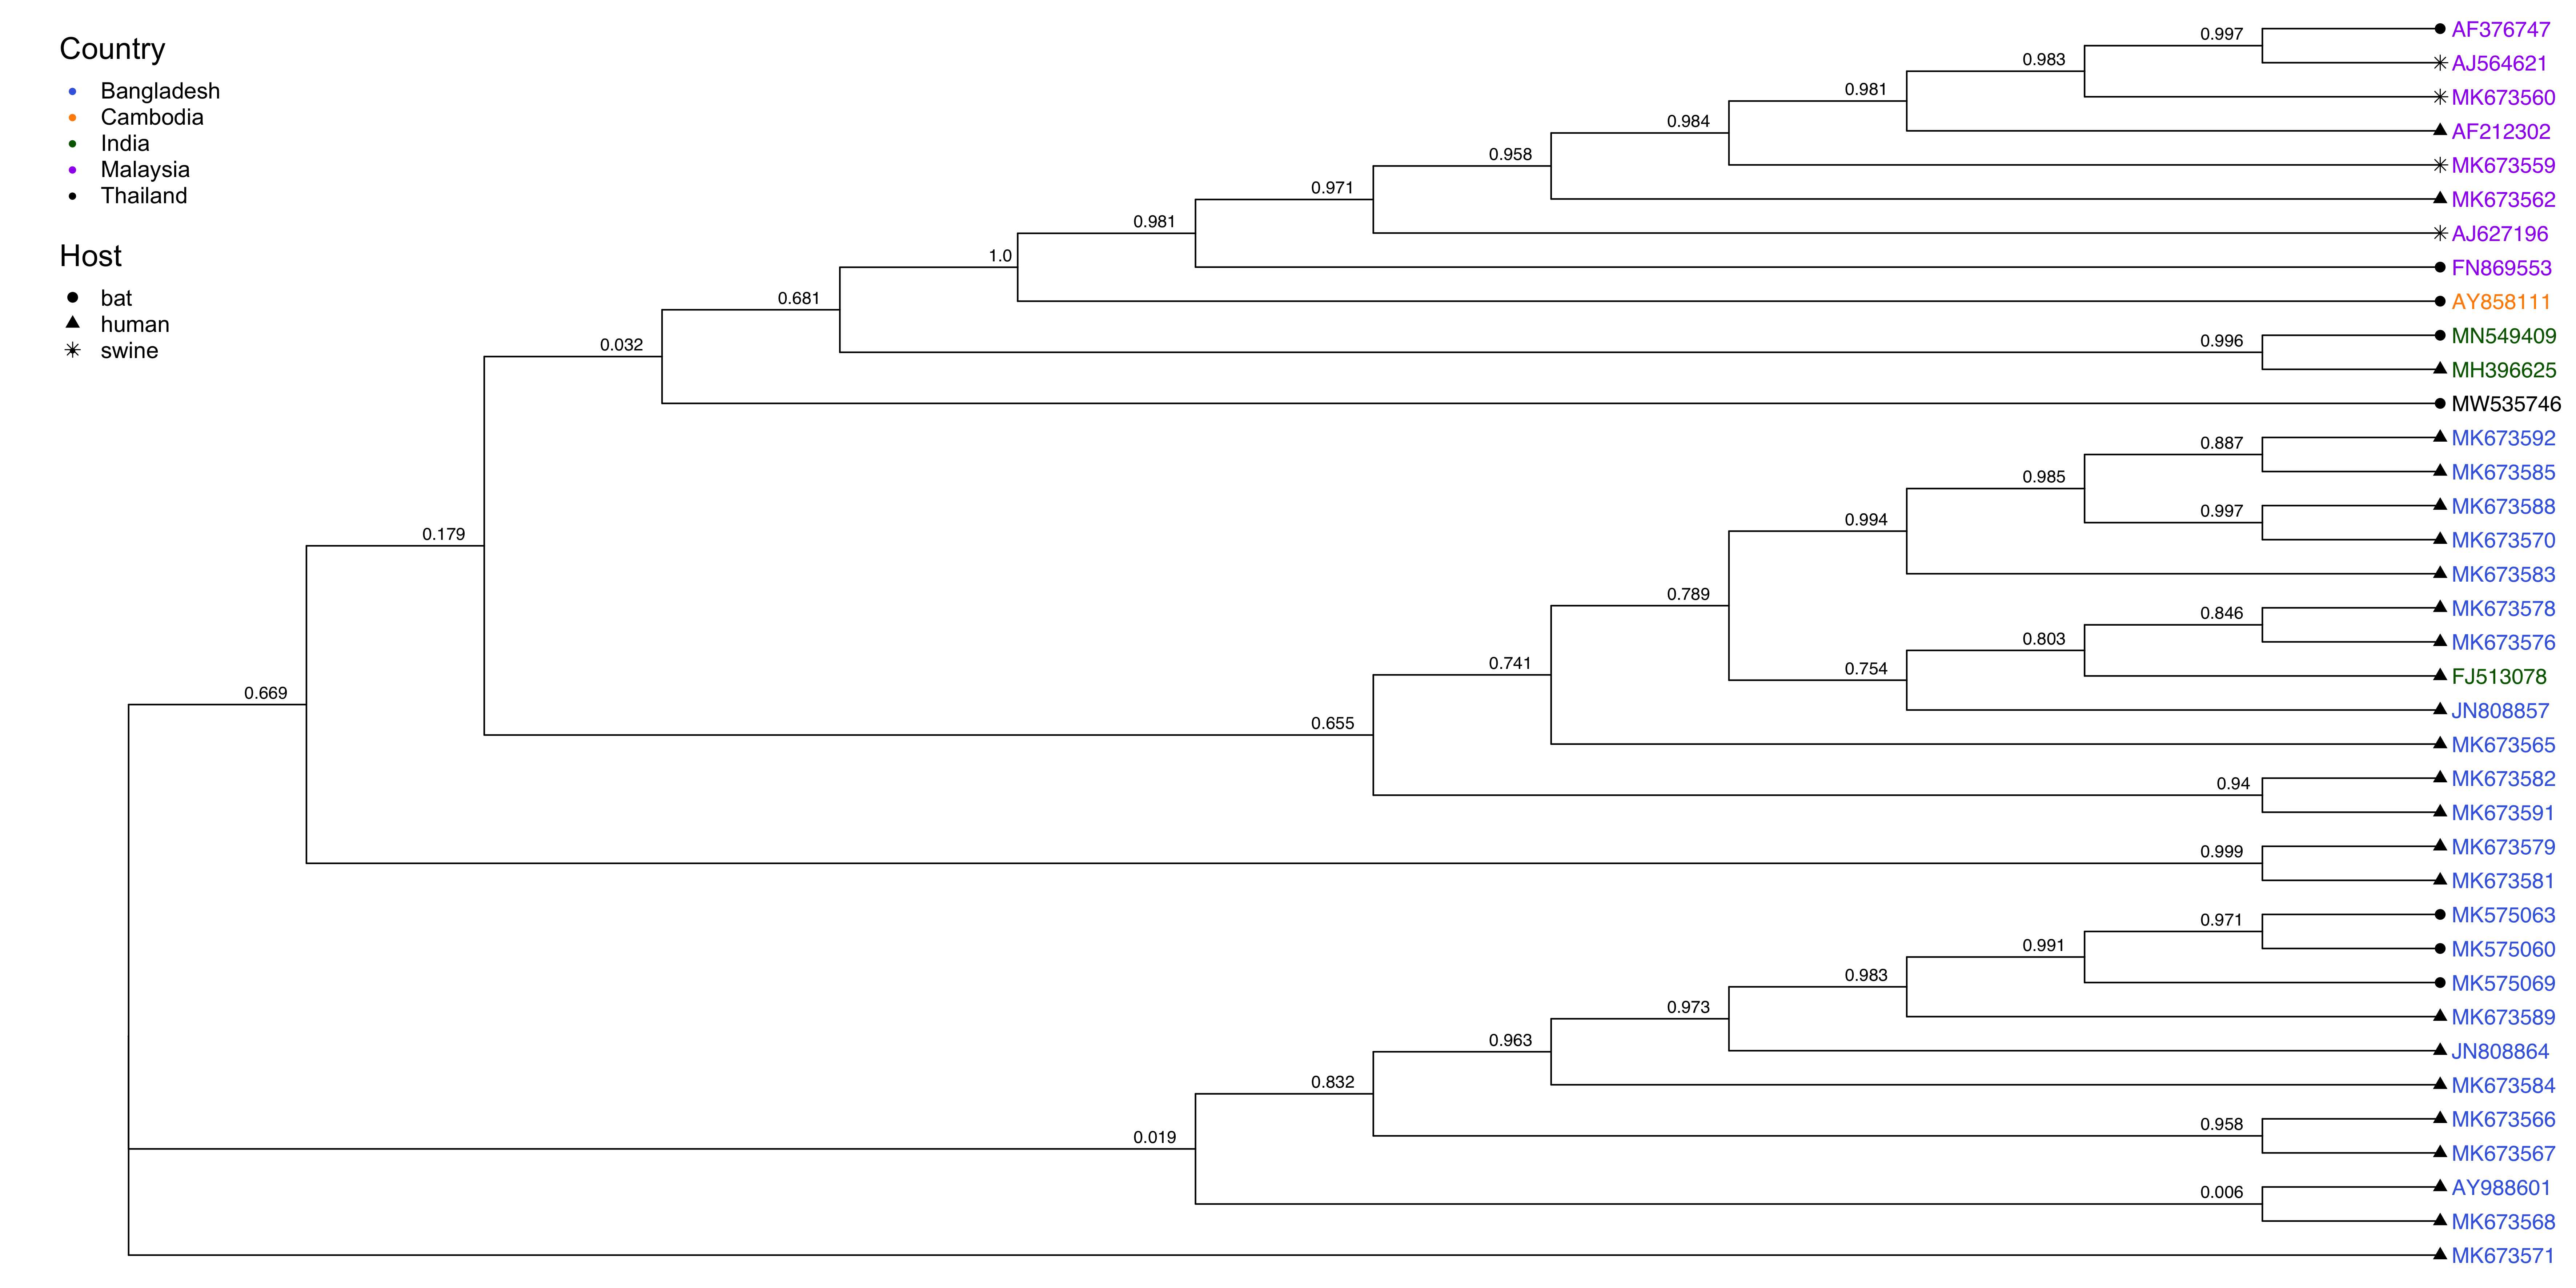 Country
Bangladesh
Cambodia
India
Malaysia
Thailand
Host
bat
human
swine
0.997
AF376747
0.983
AJ564621
0.981
MK673560
0.984
AF212302
0.958
MK673559
0.971
MK673562
0.981
AJ627196
1.0
FN869553
0.681
AY858111
0.032
0.996
MN549409
MH396625
MW535746
0.887
MK673592
0.985
MK673585
0.994
0.997
MK673588
0.179
MK673570
MK673583
0.789
0.846
MK673578
0.803
MK673576
0.741
0.754
FJ513078
0.669
JN808857
0.655
MK673565
0.94
MK673582
MK673591
0.999
MK673579
MK673581
0.971
MK575063
0.991
MK575060
0.983
MK575069
0.973
MK673589
0.963
JN808864
0.832
MK673584
0.958
MK673566
0.019
MK673567
0.006
AY988601
MK673568
MK673571